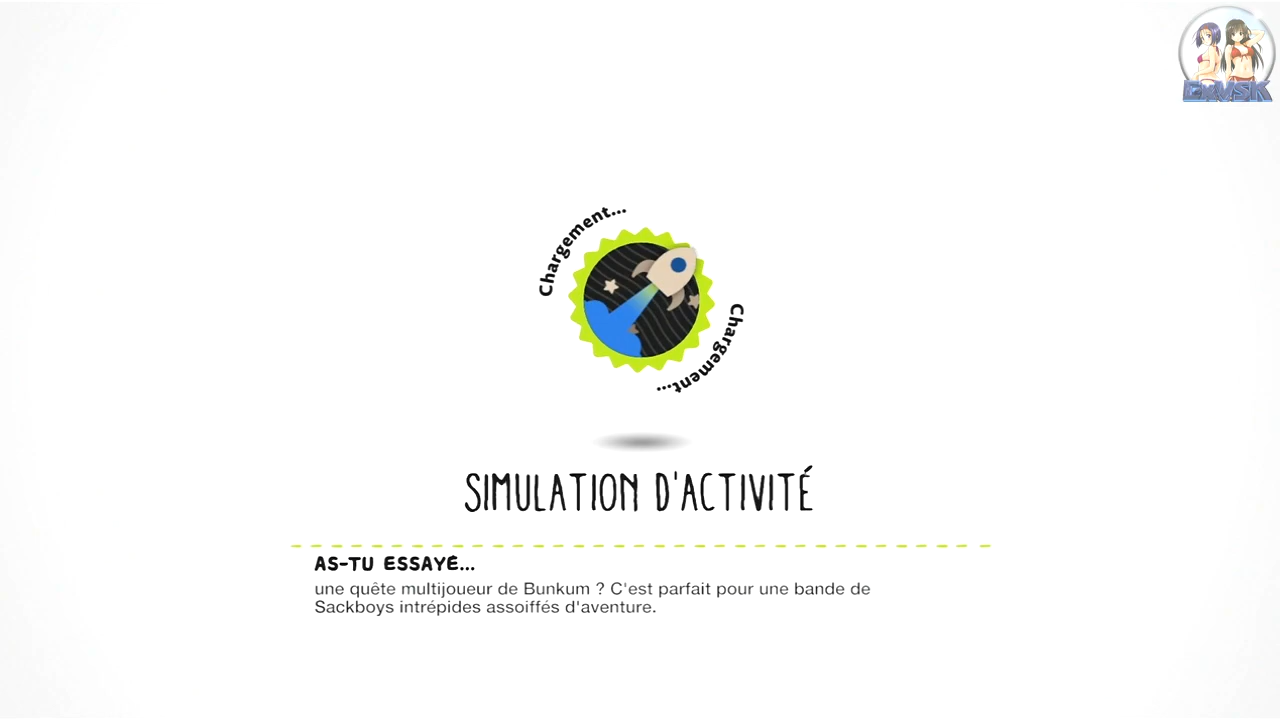 ExVSK
Chargement...
Chargement...
SIMULATION D'ACTIVITÉ
AS-TU ESSAYÉ...
une quête multijoueur de Bunkum ? C'est parfait pour une bande de
Sackboys intrépides assoiffés d'aventure.